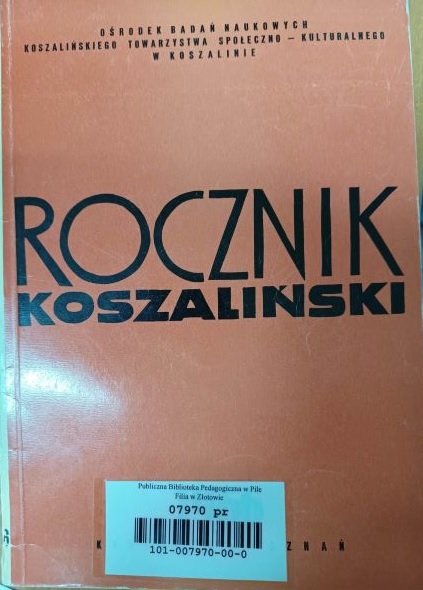 OŚRODEK BADAŃ NAUKOWYCH
KOSZALIŃSKIEGO TOWARZYSTWA SPOŁECZNO – KULTURALNEGO
W KOSZALINIE
ROCZNIK
KOSZALIŃSKI
Publiczna Biblioteka Pedagogiczna w Pile
Filia w Złotowie
07970 pr
101-007970-00-0